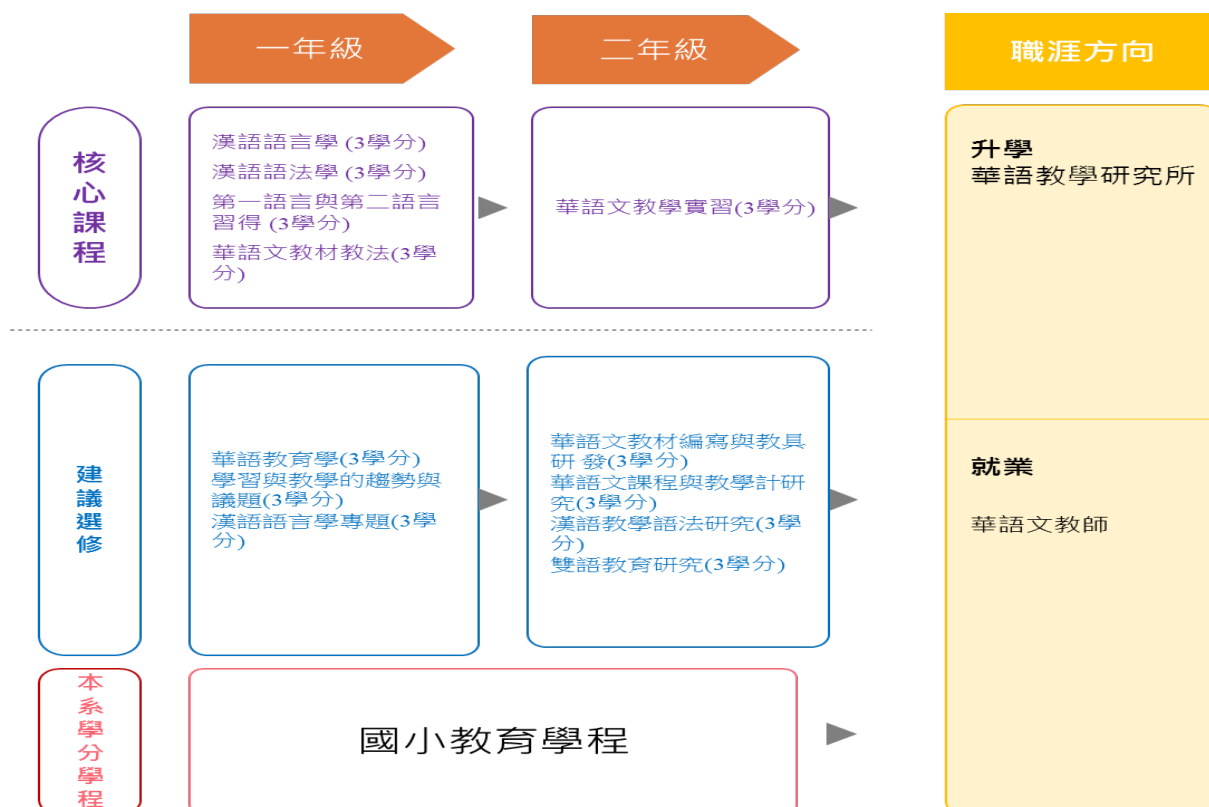 一年級
二年級
職涯方向
核心課程
漢語語言學 (3學分)
漢語語法學 (3學分)
第一語言與第二語言
習得 (3學分)
華語文教材教法(3學
分)
華語文教學實習(3學分)
升學
華語教學研究所
建議選修
華語教育學(3學分)
學習與教學的趨勢與
議題(3學分)
漢語語言學專題(3學
分)
華語文教材編寫與教具
研 發(3學分)
華語文課程與教學計研
究(3學分)
漢語教學語法研究(3學
分)
雙語教育研究(3學分)
就業
華語文教師
本系學分學程
國小教育學程